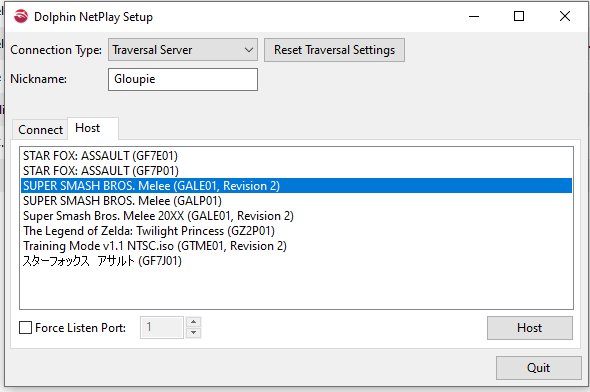 Dolphin NetPlay Setup
Connection Type: Traversal Server Reset Traversal Settings
Nickname: Gloupie
Connect Host
STAR FOX: ASSAULT (GF7E01)
STAR FOX: ASSAULT (GF7P01)
SUPER SMASH BROS. Melee (GALE01, Revision 2)
SUPER SMASH BROS. Melee (GALP01)
Super Smash Bros. Melee 20XX (GALE01, Revision 2)
The Legend of Zelda: Twilight Princess (GZ2P01)
Training Mode v1.1 NTSC.iso (GTME01, Revision 2)
スターフォックス アサルト (GF7J01)
Force Listen Port: 1 Host
Quit